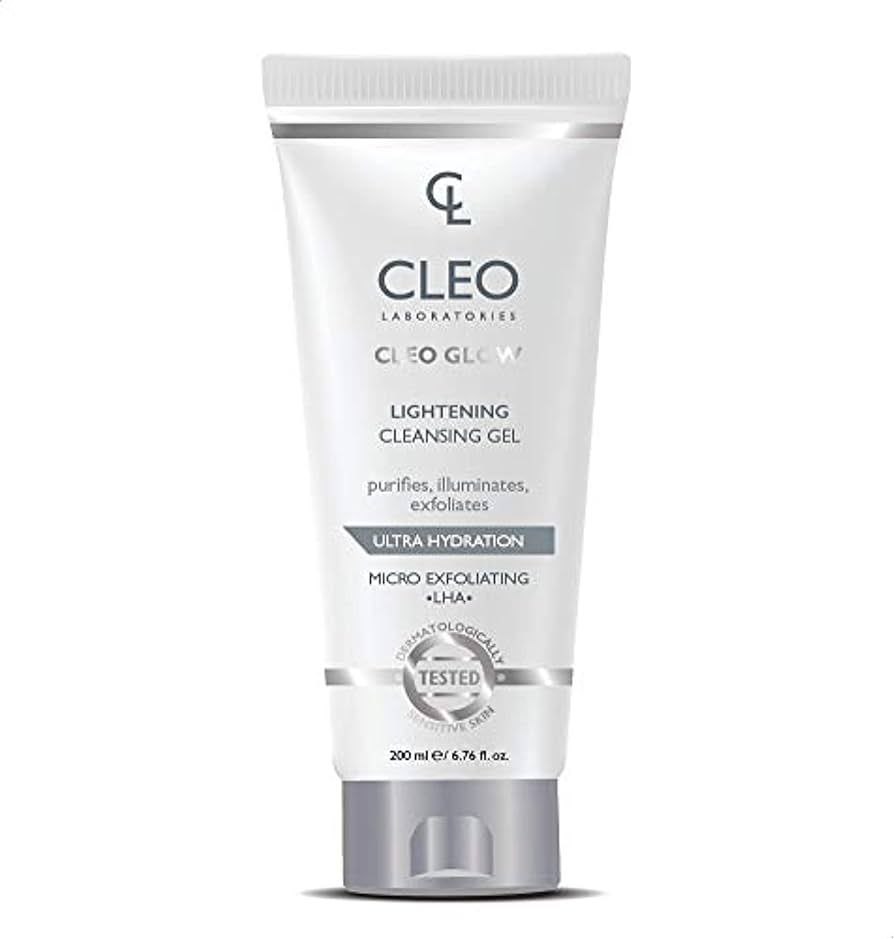 CL
CLEO
LABORATORIES
CLEO GLOW
LIGHTENING
CLEANSING GEL
purifies, illuminates,
exfoliates
ULTRA HYDRATION
MICRO EXFOLIATING
•LHA•
DERMATOLOGICALLY
TESTED
SENSITIVE SKIN
200 ml ℮/ 6.76 fl. oz.